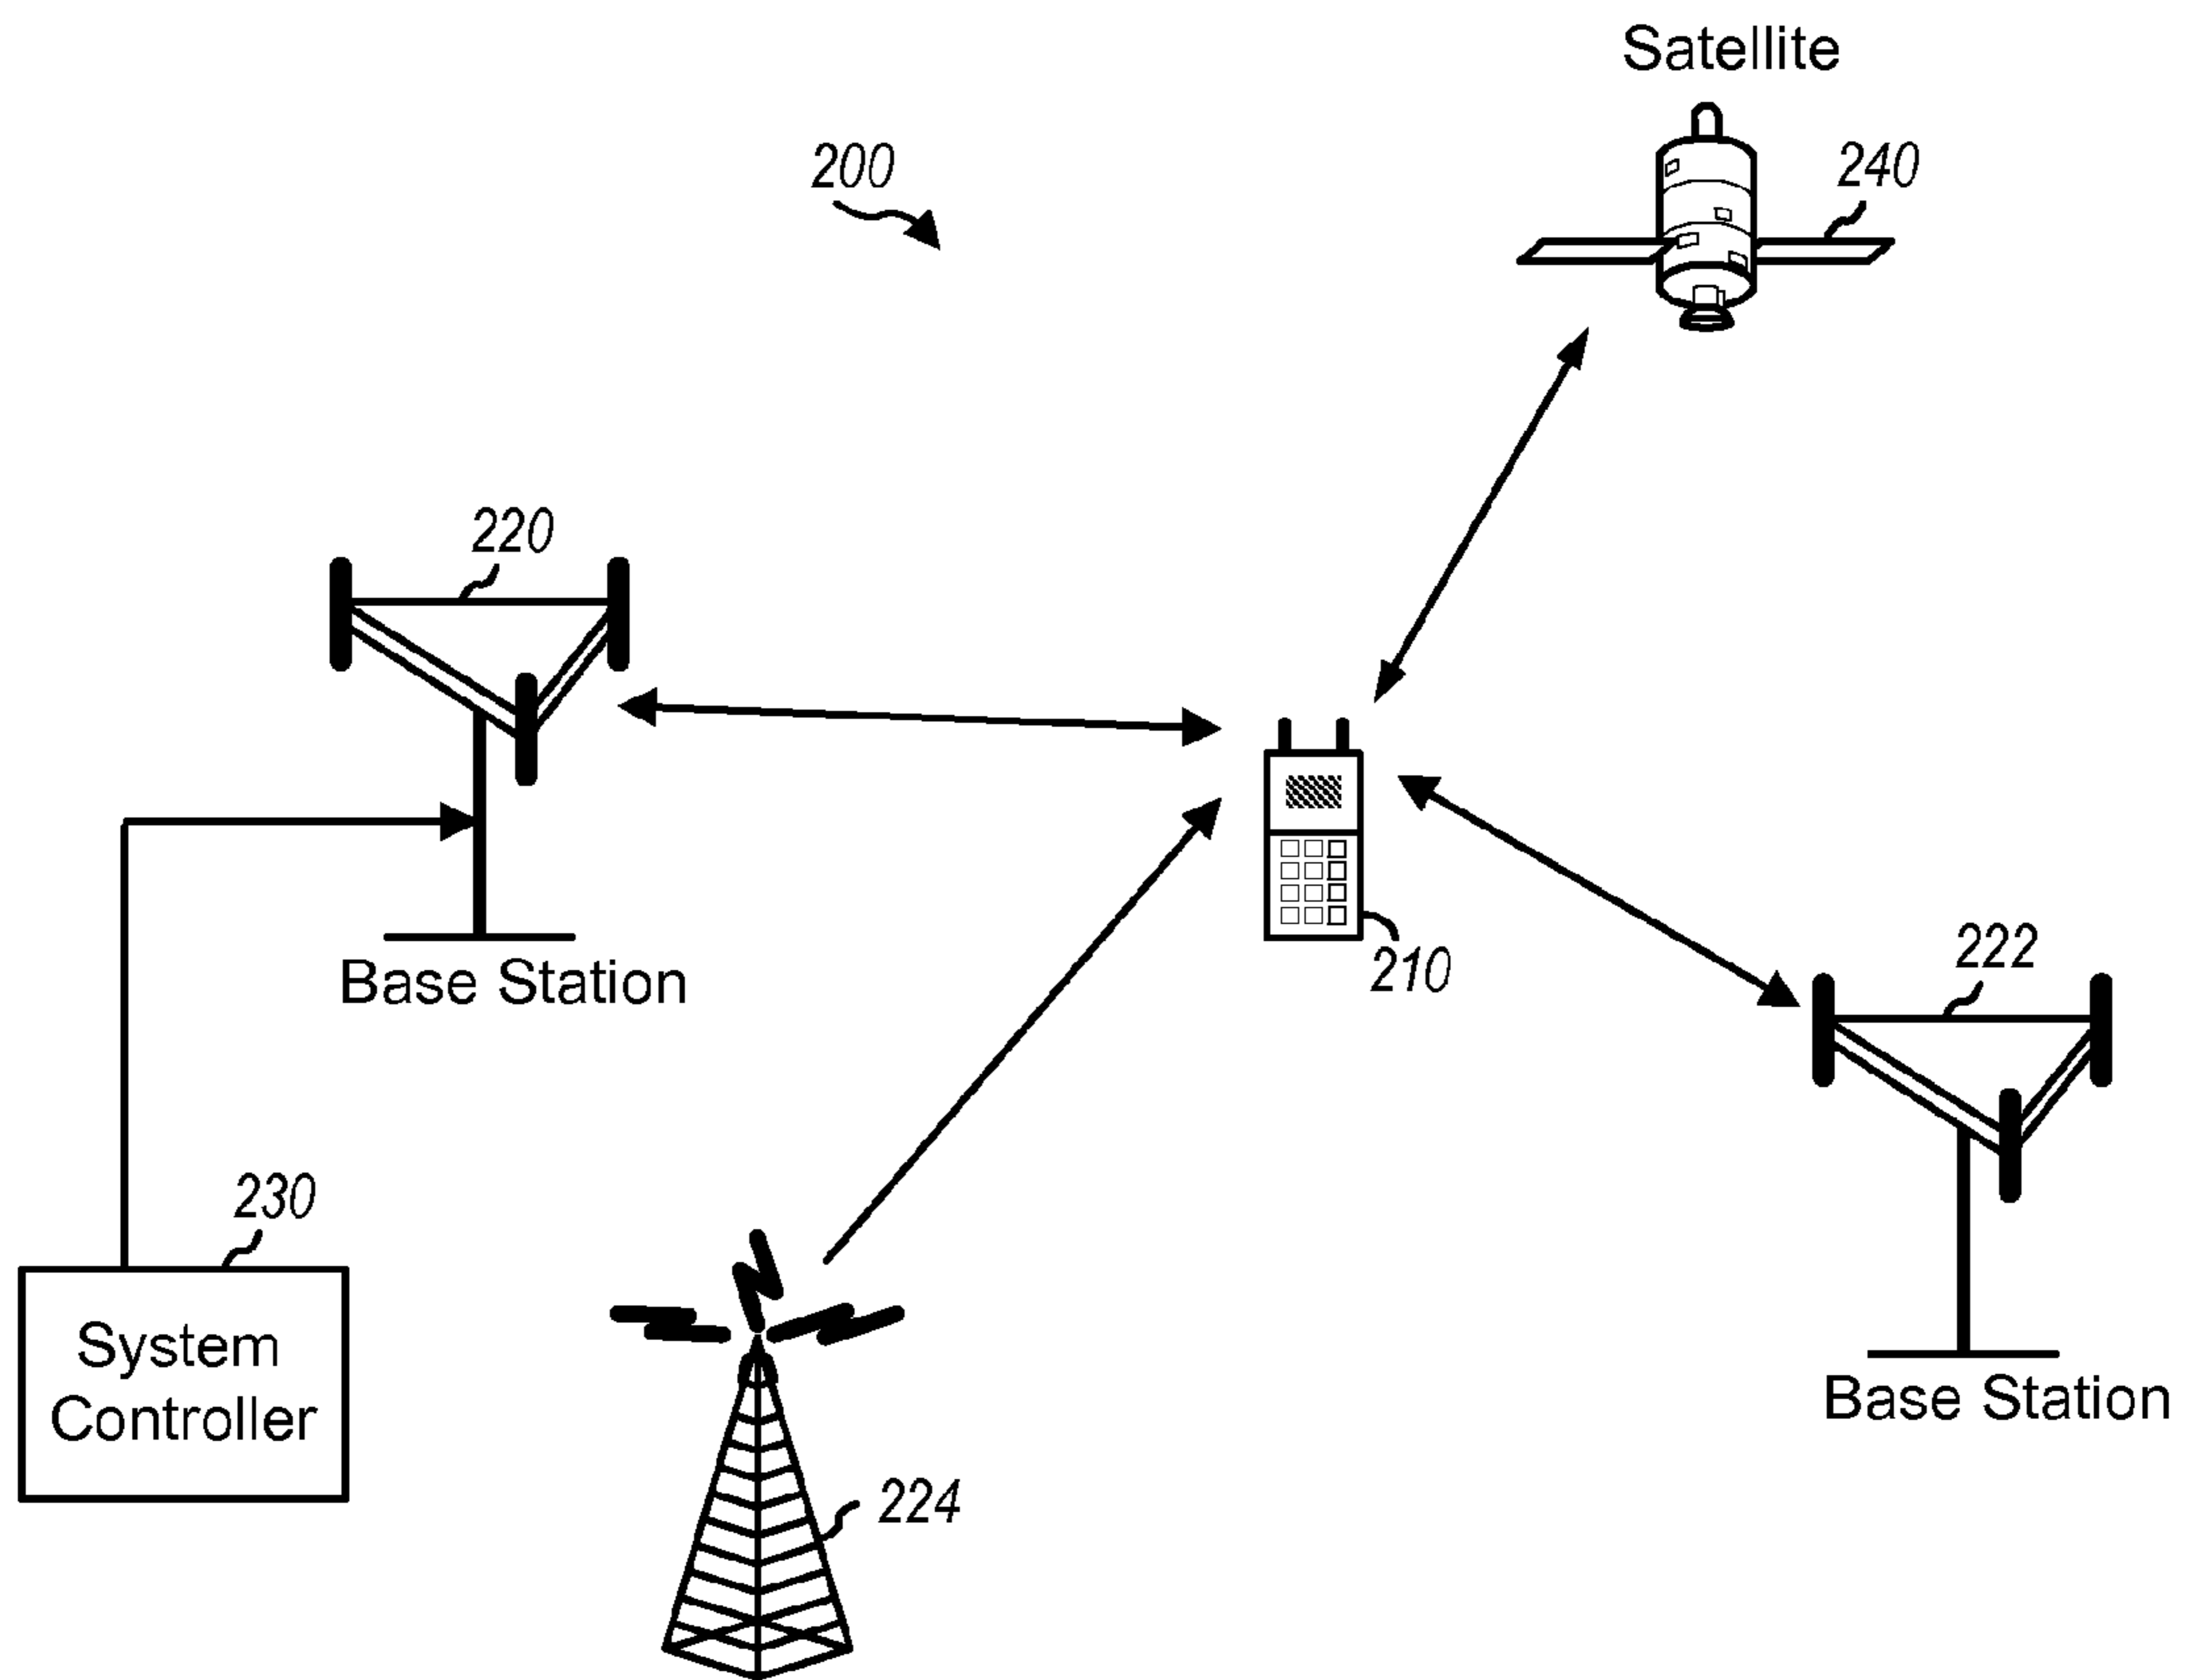 Satellite
200
240
220
Base Station
210
222
Base Station
230
System
Controller
224